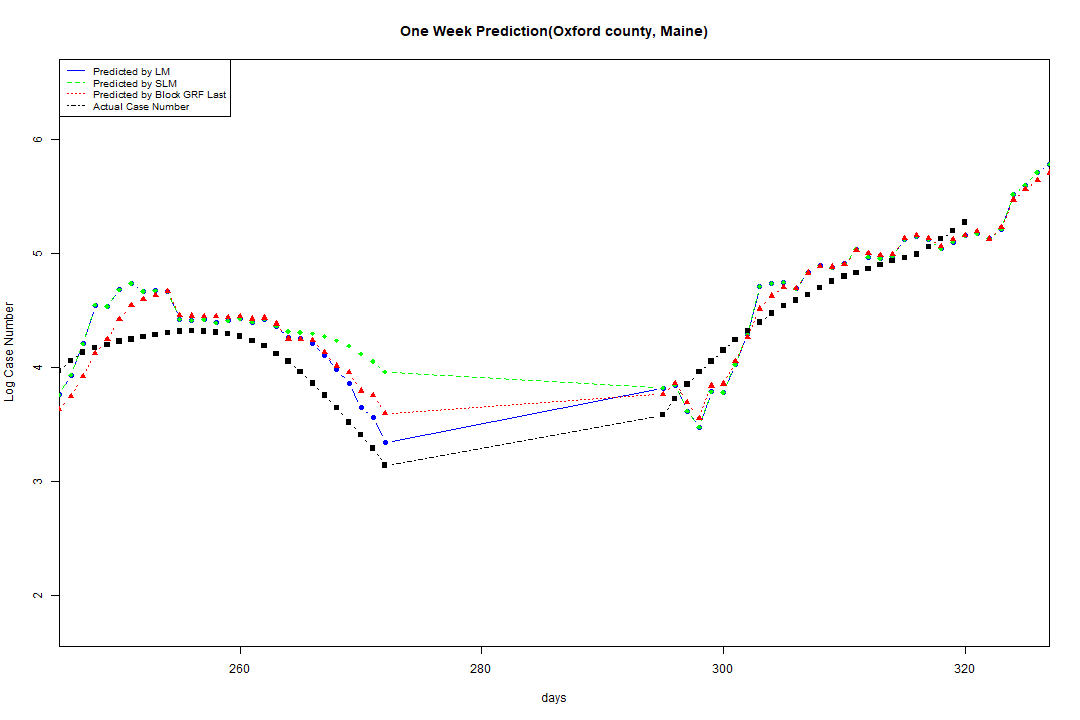 One Week Prediction(Oxford county, Maine)
Predicted by LM
Predicted by SLM
Predicted by Block GRF Last
Actual Case Number
6
5
4
3
2
Log Case Number
260 280 300 320
days